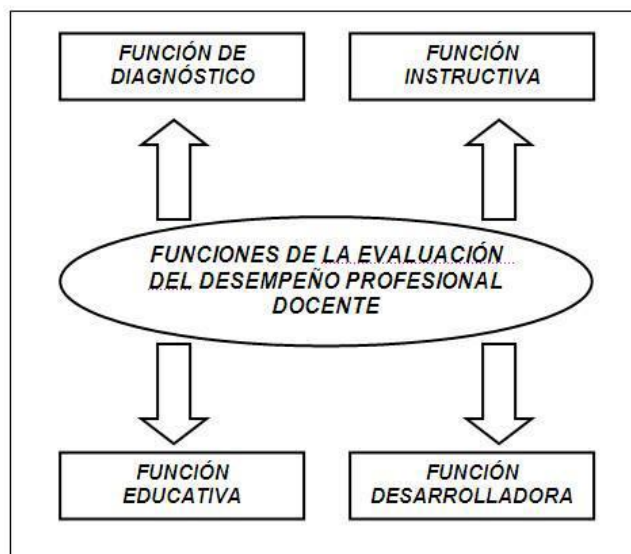 FUNCIÓN DE
DIAGNÓSTICO
FUNCIÓN
INSTRUCTIVA
FUNCIONES DE LA EVALUACIÓN
DEL DESEMPEÑO PROFESIONAL
DOCENTE
FUNCIÓN
EDUCATIVA
FUNCIÓN
DESARROLLADORA